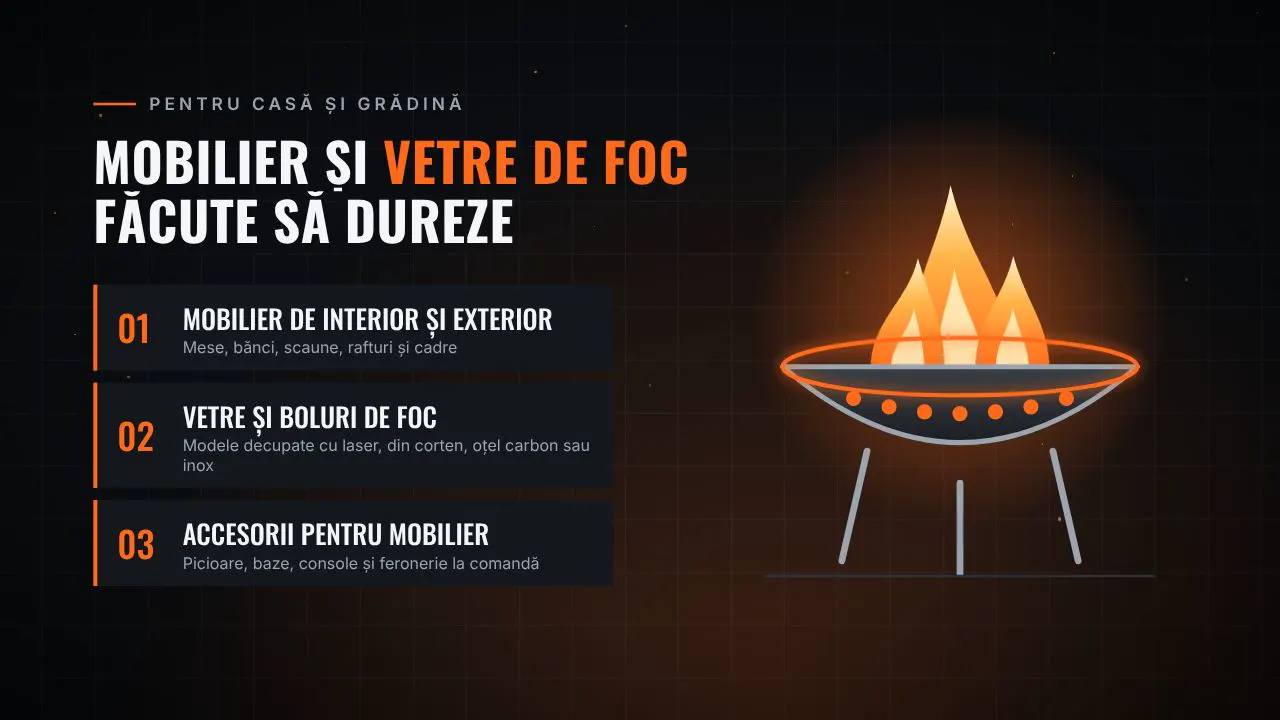 PENTRU CASĂ ȘI GRĂDINĂ
MOBILIER ȘI VETRE DE FOC
FĂCUTE SĂ DUREZE
01
MOBILIER DE INTERIOR ȘI EXTERIOR
Mese, bănci, scaune, rafturi și cadre
02
VETRE ȘI BOLURI DE FOC
Modele decupate cu laser, din corten, oțel carbon sau
inox
03
ACCESORII PENTRU MOBILIER
Picioare, baze, console și feronerie la comandă